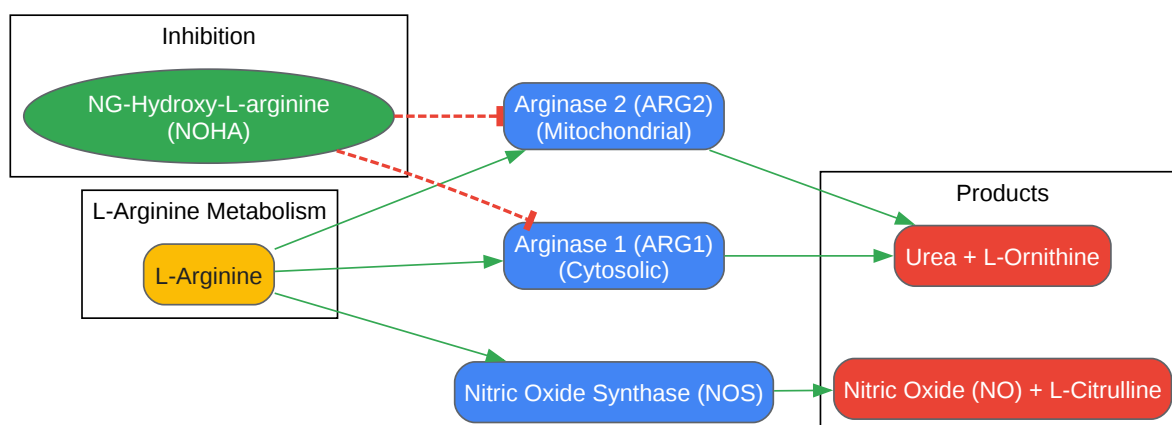 Inhibition
NG-Hydroxy-L-arginine
(NOHA)
L-Arginine Metabolism
L-Arginine
Arginase 2 (ARG2)
(Mitochondrial)
Arginase 1 (ARG1)
(Cytosolic)
Nitric Oxide Synthase (NOS)
Products
Urea + L-Ornithine
Nitric Oxide (NO) + L-Citrulline